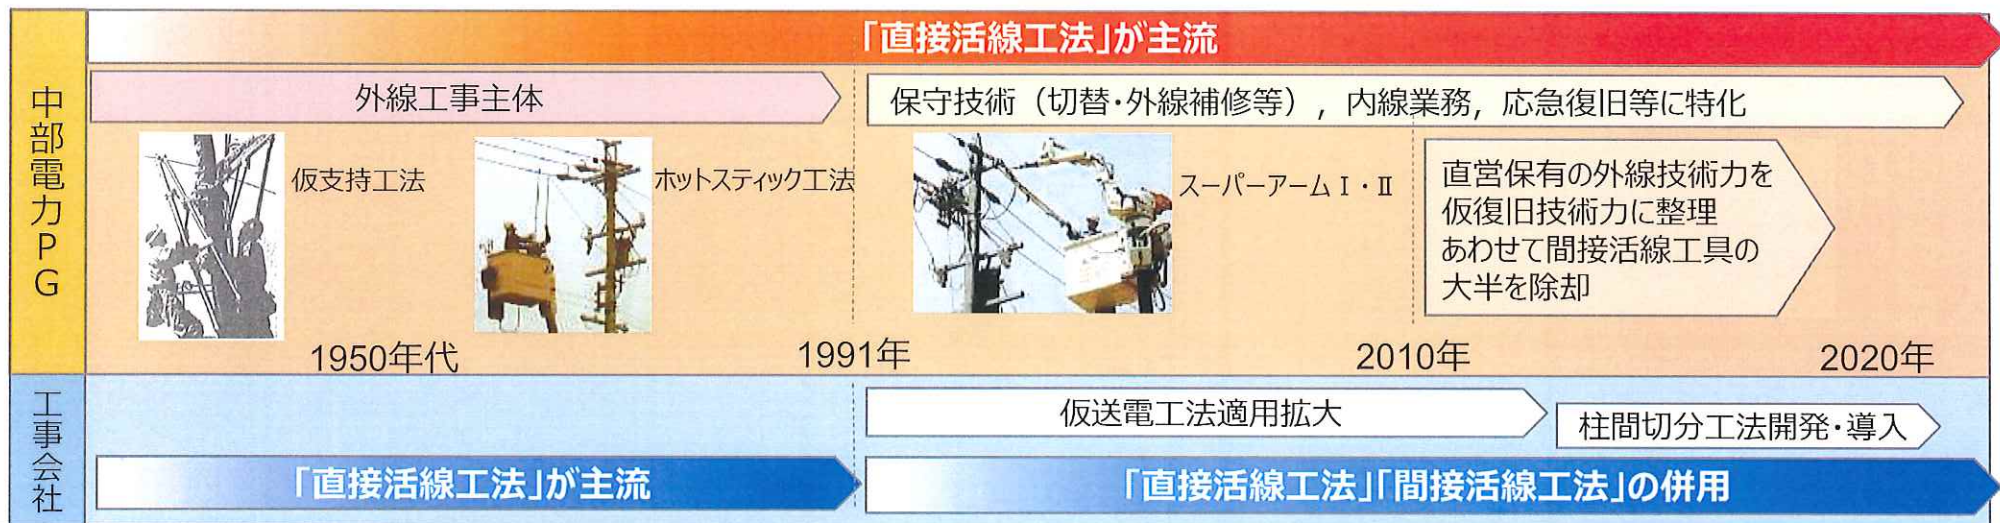 「直接活線工法」が主流
中部電力PG
外線工事主体
保守技術（切替・外線補修等），内線業務，応急復旧等に特化
仮支持工法
ホットスティック工法
スーパーアームⅠ・Ⅱ
直営保有の外線技術力を
仮復旧技術力に整理
あわせて間接活線工具の
大半を除却
1950年代
1991年
2010年
2020年
工事会社
仮送電工法適用拡大
柱間切分工法開発・導入
「直接活線工法」が主流
「直接活線工法」「間接活線工法」の併用